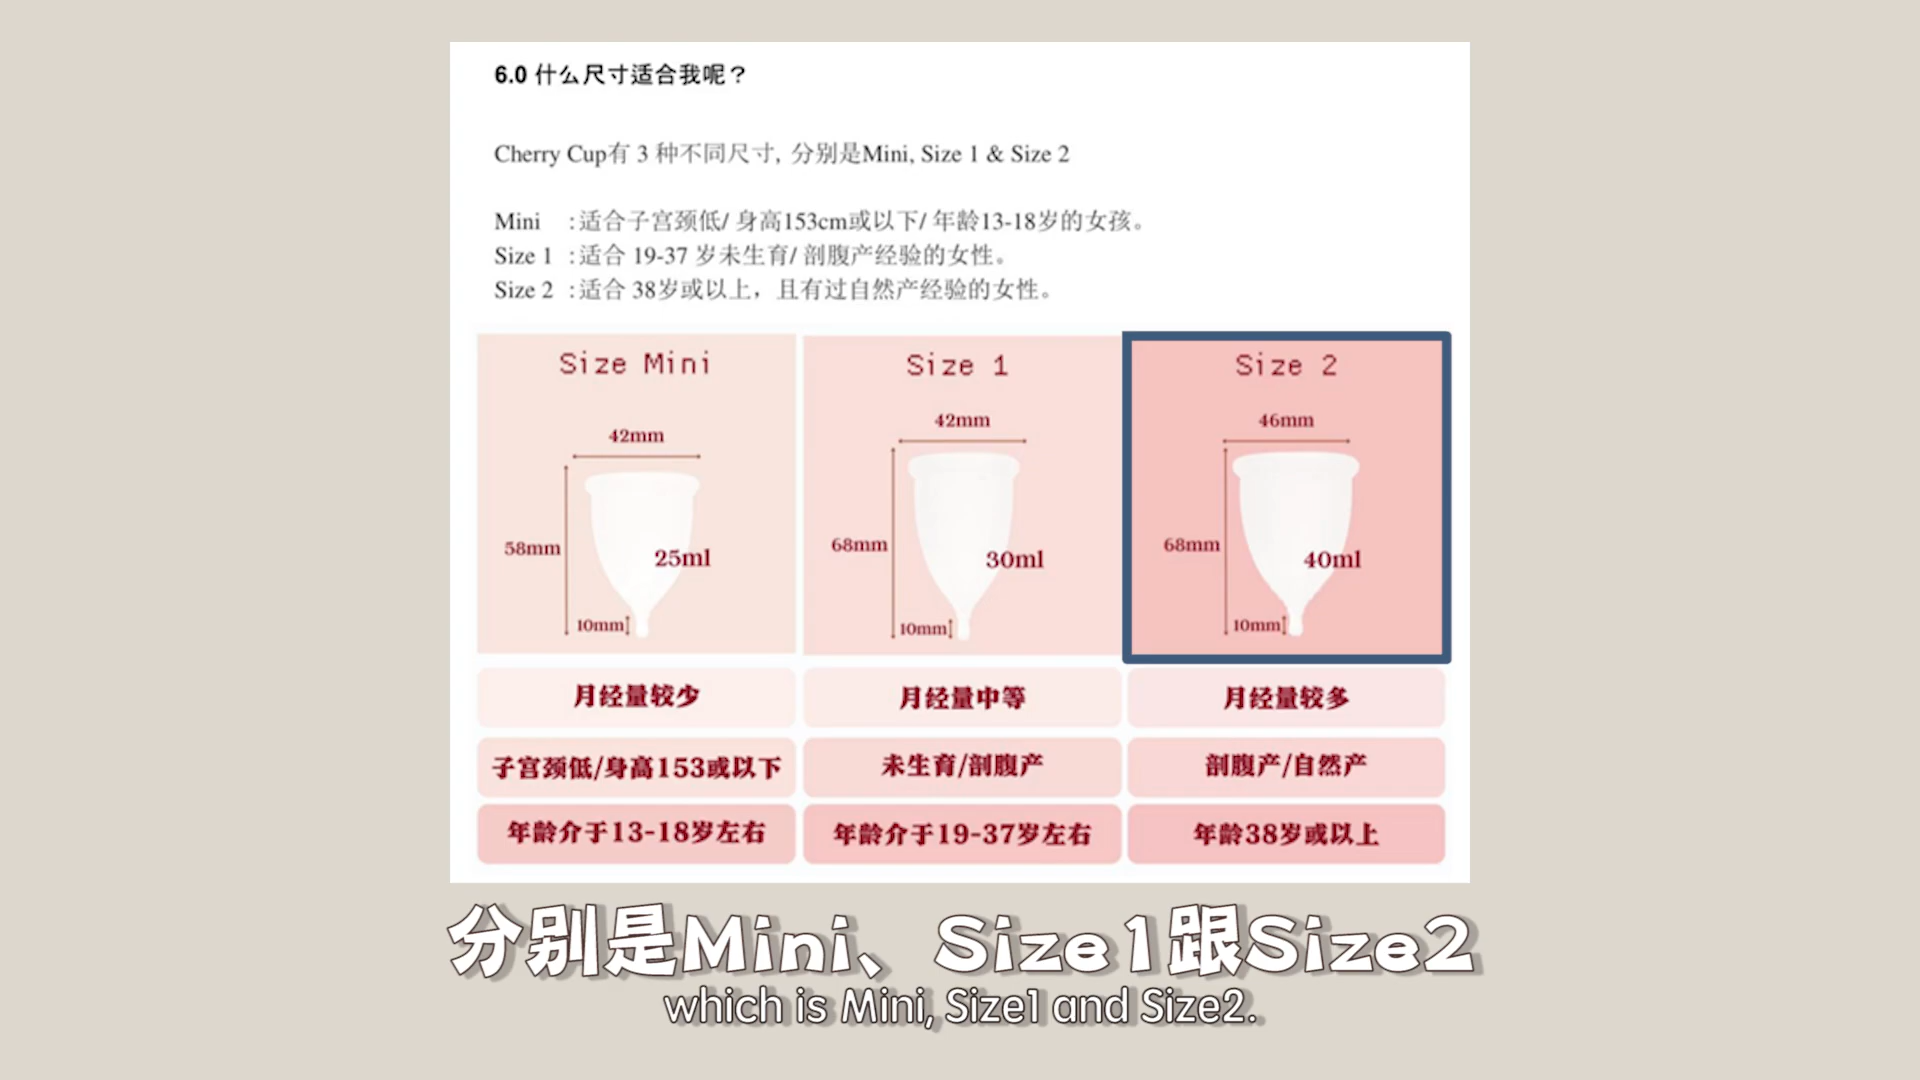 6.0 什么尺寸适合我呢？
Cherry Cup有 3 种不同尺寸, 分别是Mini, Size 1 & Size 2
Mini :适合子宫颈低/ 身高153cm或以下/ 年龄13-18岁的女孩。
Size 1 :适合 19-37 岁未生育/ 剖腹产经验的女性。
Size 2 :适合 38岁或以上，且有过自然产经验的女性。
Size Mini
42mm
58mm
25ml
10mm
Size 1
42mm
68mm
30ml
10mm
Size 2
46mm
68mm
40ml
10mm
月经量较少
月经量中等
月经量较多
子宫颈低/身高153或以下
未生育/剖腹产
剖腹产/自然产
年龄介于13-18岁左右
年龄介于19-37岁左右
年龄38岁或以上
分别是Mini、Size1跟Size2
which is Mini, Size1 and Size2.